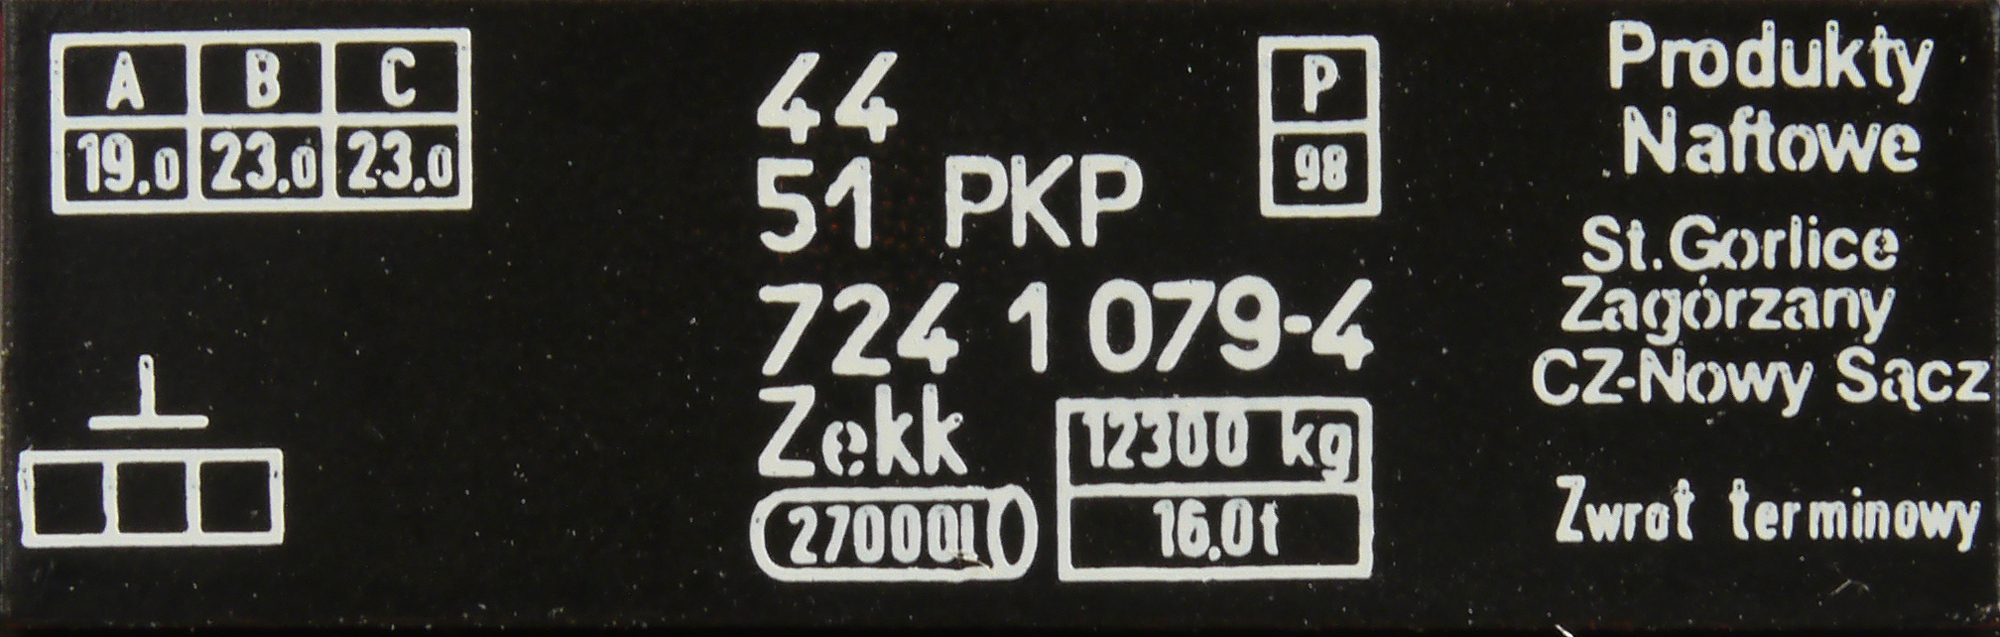 A B C
19.0 23.0 23.0
44
51 PKP
724 1 079-4
Zekk
27000l
12300 kg
16.0t
P
98
Produkty
Naftowe
St.Gorlice
Zagórzany
CZ-Nowy Sącz
Zwrot terminowy